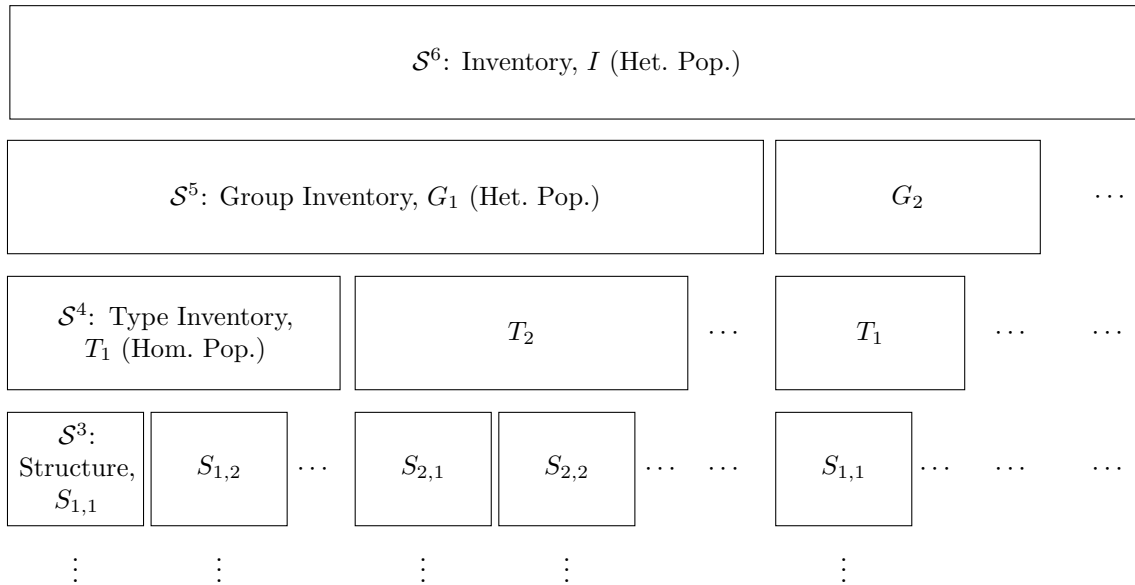 𝒮⁶: Inventory, I (Het. Pop.)
𝒮⁵: Group Inventory, G₁ (Het. Pop.)
G₂
⋯
𝒮⁴: Type Inventory,
T₁ (Hom. Pop.)
T₂
⋯
T₁
⋯
⋯
𝒮³:
Structure,
S₁,₁
S₁,₂
⋯
S₂,₁
S₂,₂
⋯
⋯
S₁,₁
⋯
⋯
⋯
⋮
⋮
⋮
⋮
⋮